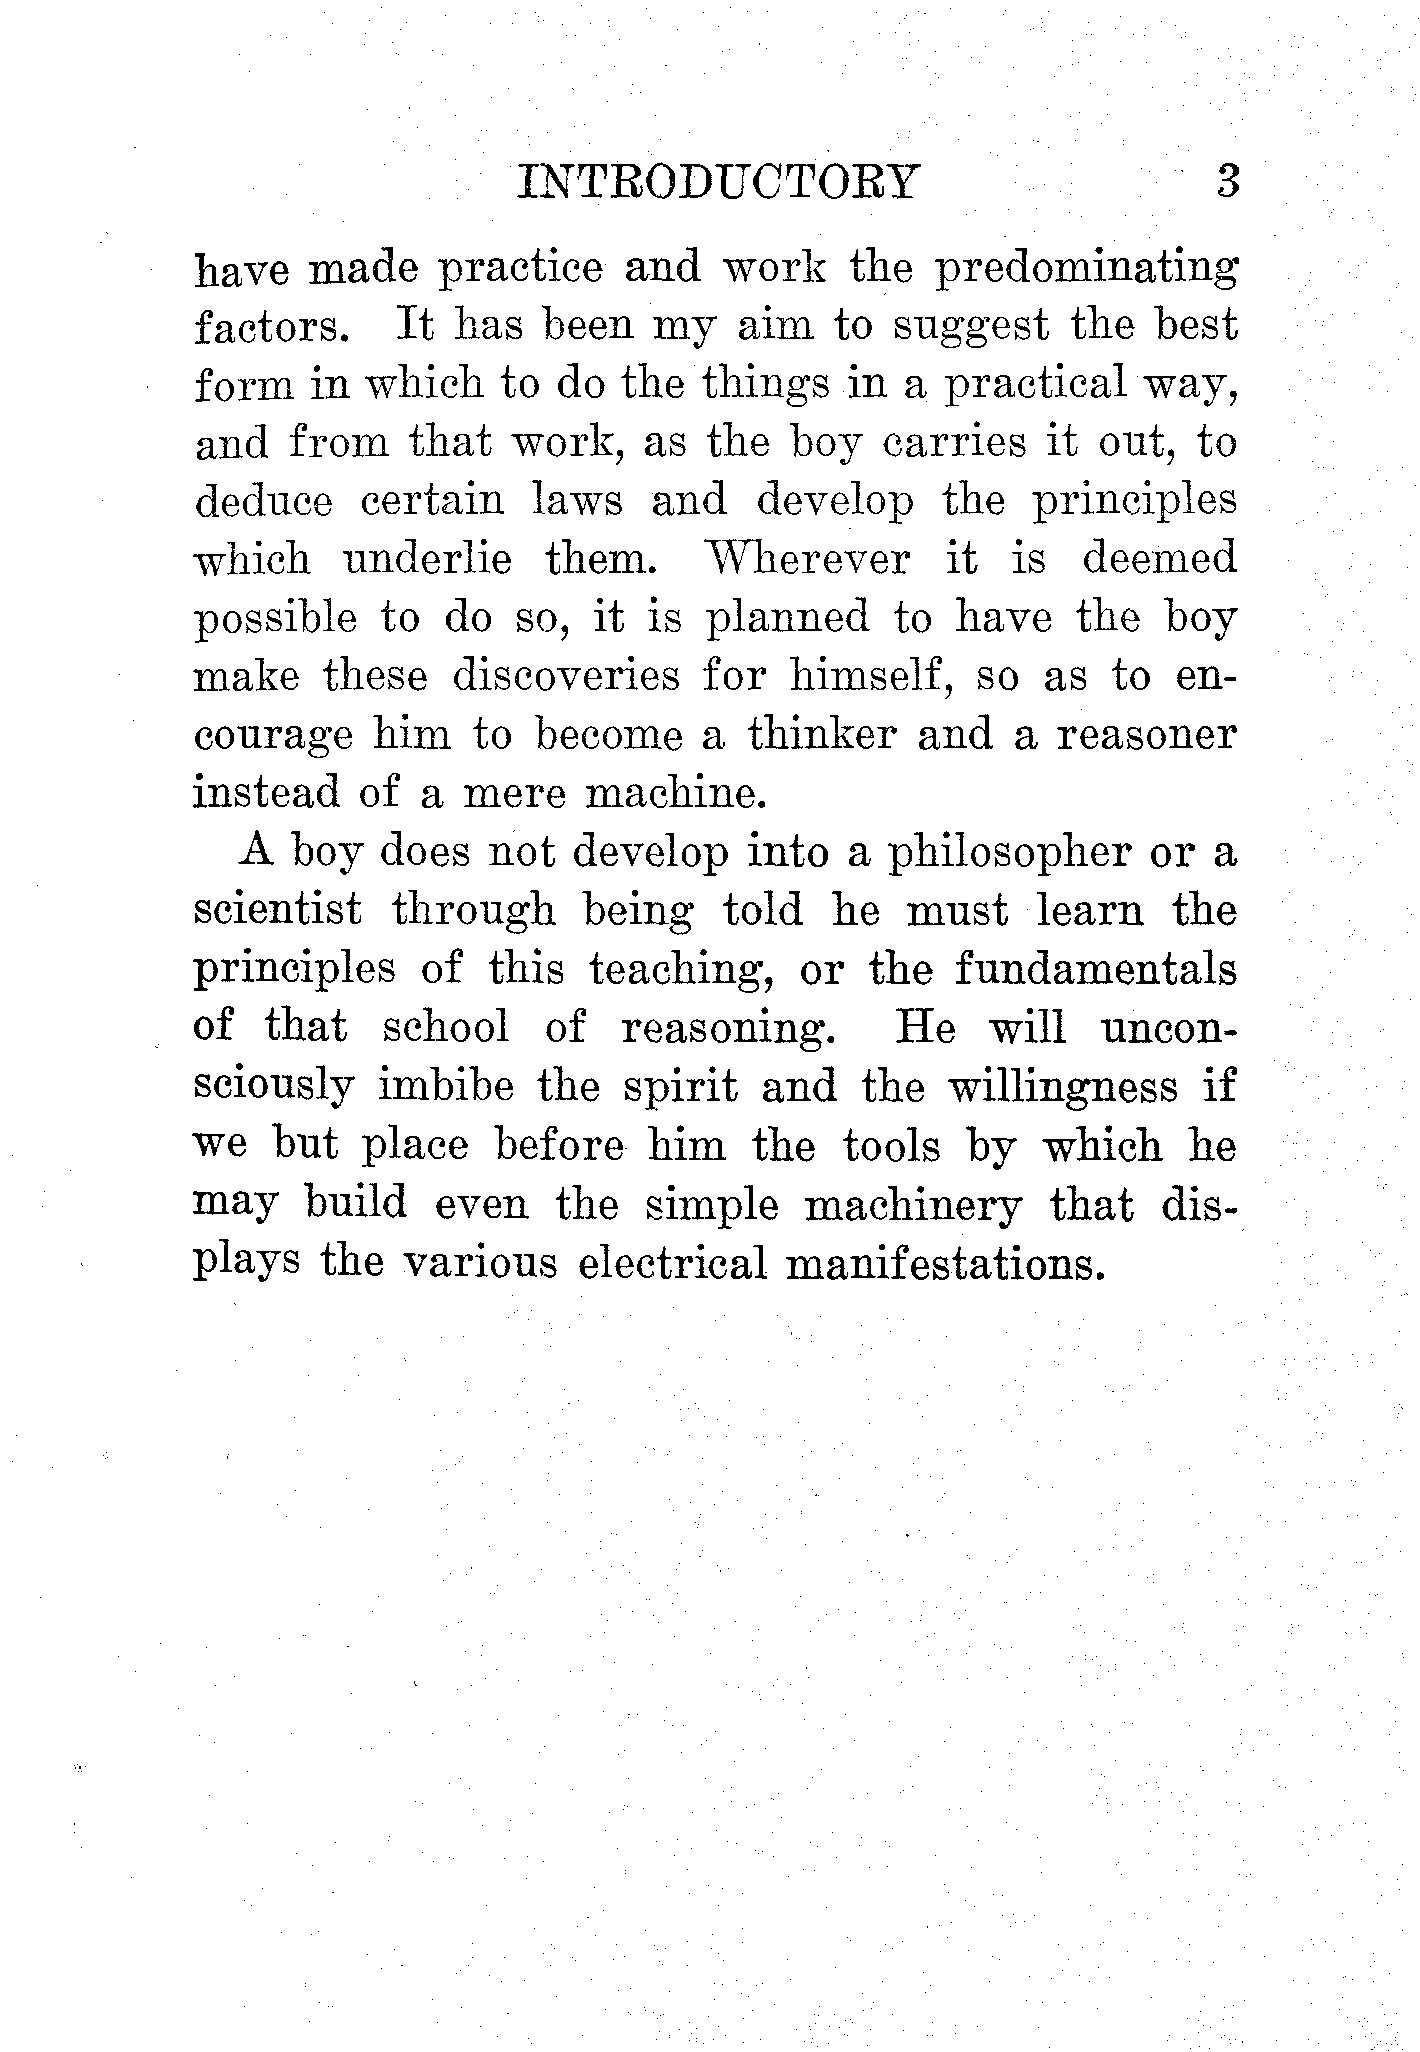 INTRODUCTORY 3
have made practice and work the predominating
factors. It has been my aim to suggest the best
form in which to do the things in a practical way,
and from that work, as the boy carries it out, to
deduce certain laws and develop the principles
which underlie them. Wherever it is deemed
possible to do so, it is planned to have the boy
make these discoveries for himself, so as to en-
courage him to become a thinker and a reasoner
instead of a mere machine.
A boy does not develop into a philosopher or a
scientist through being told he must learn the
principles of this teaching, or the fundamentals
of that school of reasoning. He will uncon-
sciously imbibe the spirit and the willingness if
we but place before him the tools by which he
may build even the simple machinery that dis-
plays the various electrical manifestations.